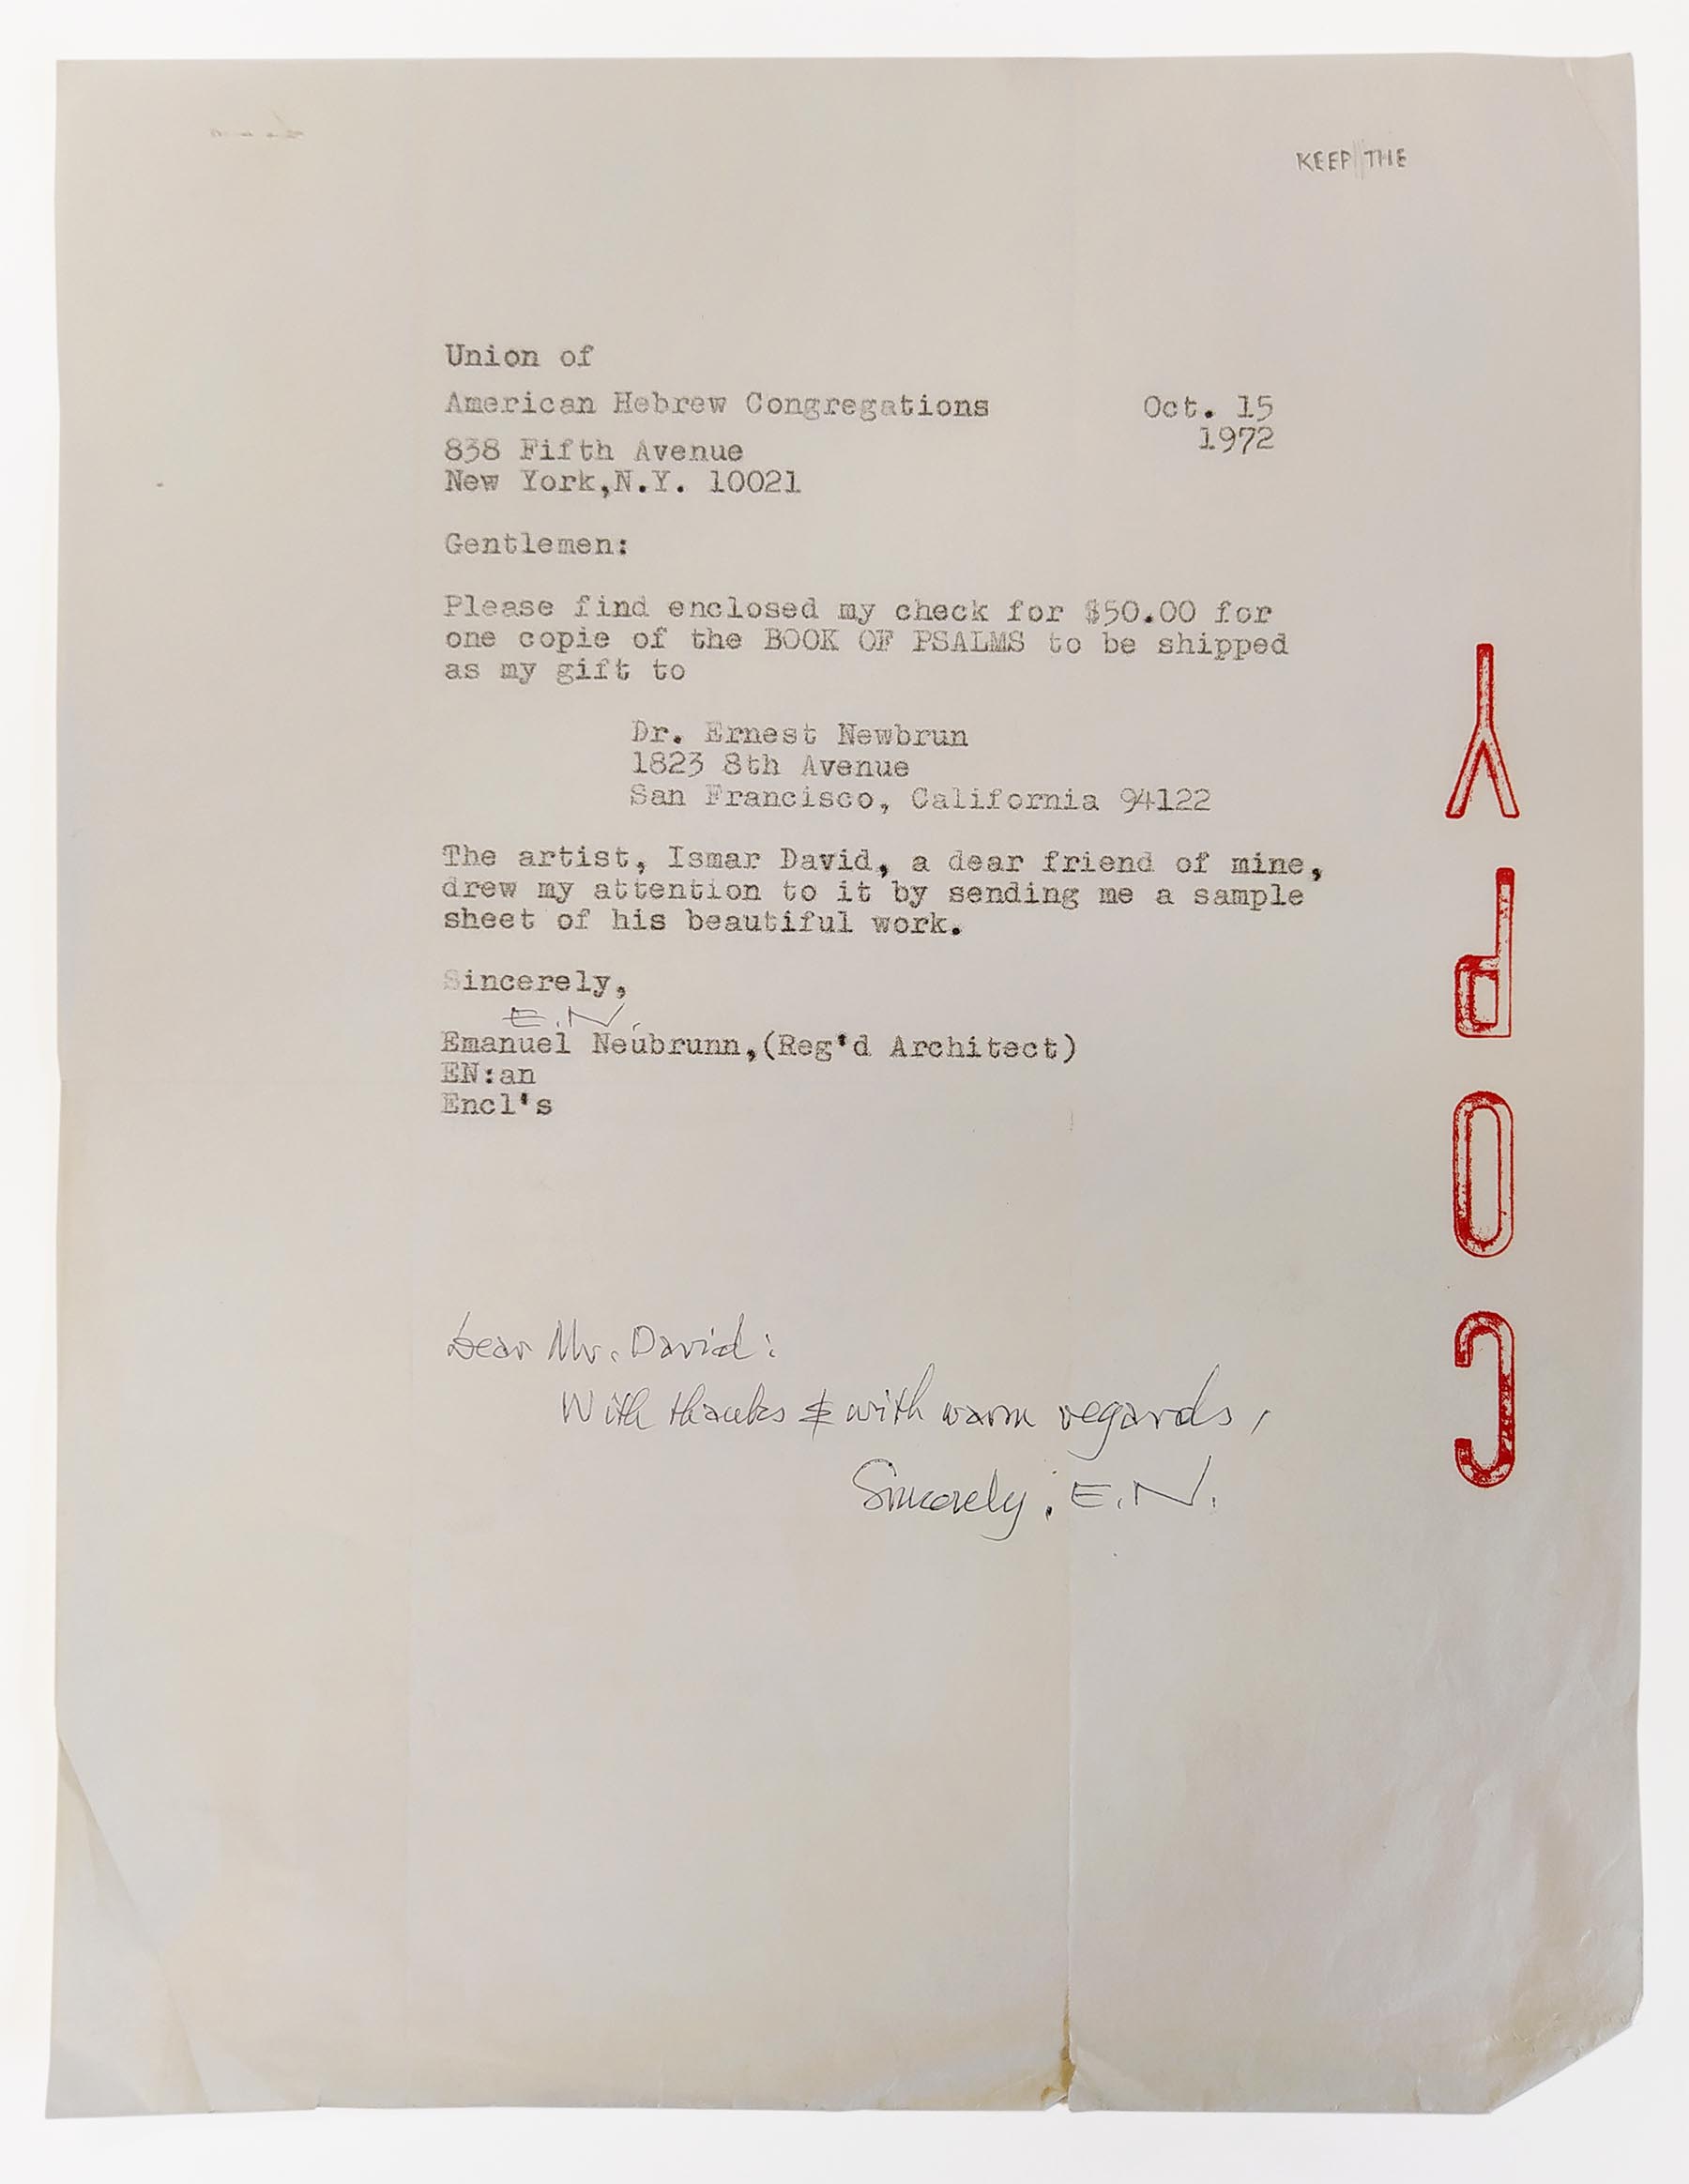 KEEP THE
Union of
American Hebrew Congregations
Oct. 15
1972
838 Fifth Avenue
New York,N.Y. 10021
Gentlemen:
Please find enclosed my check for $50.00 for
one copie of the BOOK OF PSALMS to be shipped
as my gift to
Dr. Ernest Newbrun
1823 8th Avenue
San Francisco, California 94122
The artist, Ismar David, a dear friend of mine,
drew my attention to it by sending me a sample
sheet of his beautiful work.
Sincerely,
E.N.
Emanuel Neubrunn,(Reg'd Architect)
EN:an
Encl's
Dear Mr. David:
With thanks & with warm regards,
Sincerely: E.N.
COPY